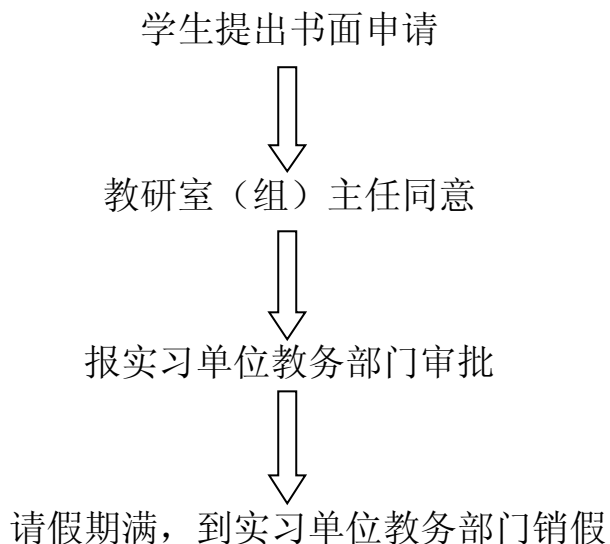 学生提出书面申请
教研室（组）主任同意
报实习单位教务部门审批
请假期满，到实习单位教务部门销假